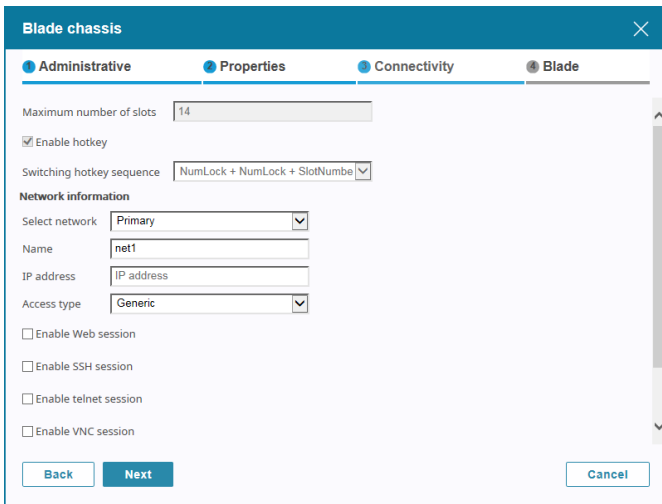 Blade chassis
1 Administrative 2 Properties 3 Connectivity 4 Blade
Maximum number of slots 14
Enable hotkey
Switching hotkey sequence NumLock + NumLock + SlotNumbe
Network information
Select network Primary
Name net1
IP address IP address
Access type Generic
Enable Web session
Enable SSH session
Enable telnet session
Enable VNC session
Back Next Cancel